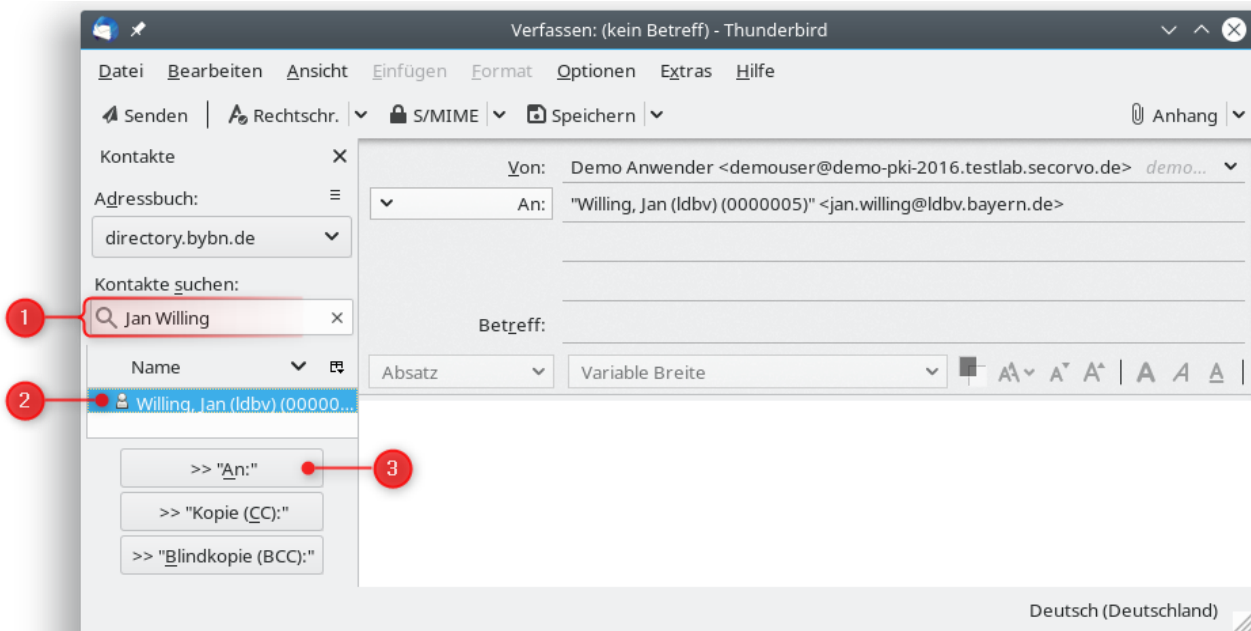 Verfassen: (kein Betreff) - Thunderbird
Datei Bearbeiten Ansicht Einfügen Format Optionen Extras Hilfe
Senden Rechtschr. S/MIME Speichern Anhang
Kontakte
Adressbuch:
directory.bybn.de
Kontakte suchen:
1
Jan Willing
Name
2
Willing, Jan (ldbv) (00000...
>> "An:"
3
>> "Kopie (CC):"
>> "Blindkopie (BCC):"
Von: Demo Anwender <demouser@demo-pki-2016.testlab.secorvo.de> demo...
An: "Willing, Jan (ldbv) (0000005)" <jan.willing@ldbv.bayern.de>
Betreff:
Absatz Variable Breite A A A A A A
Deutsch (Deutschland)